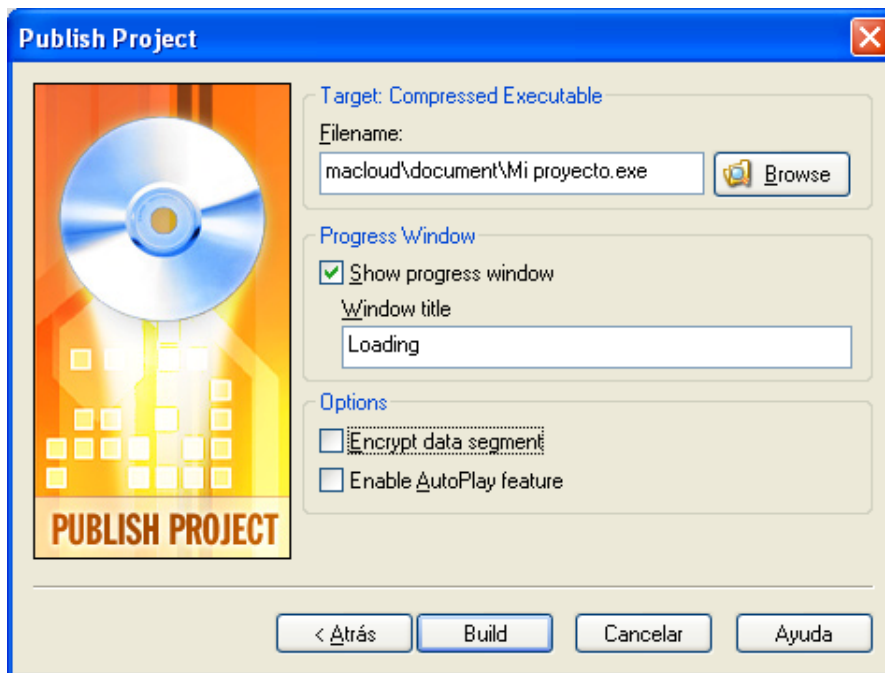 Publish Project
Target: Compressed Executable
Filename:
macloud\document\Mi proyecto.exe
Browse
Progress Window
Show progress window
Window title
Loading
Options
Encrypt data segment
Enable AutoPlay feature
PUBLISH PROJECT
< Atrás
Build
Cancelar
Ayuda